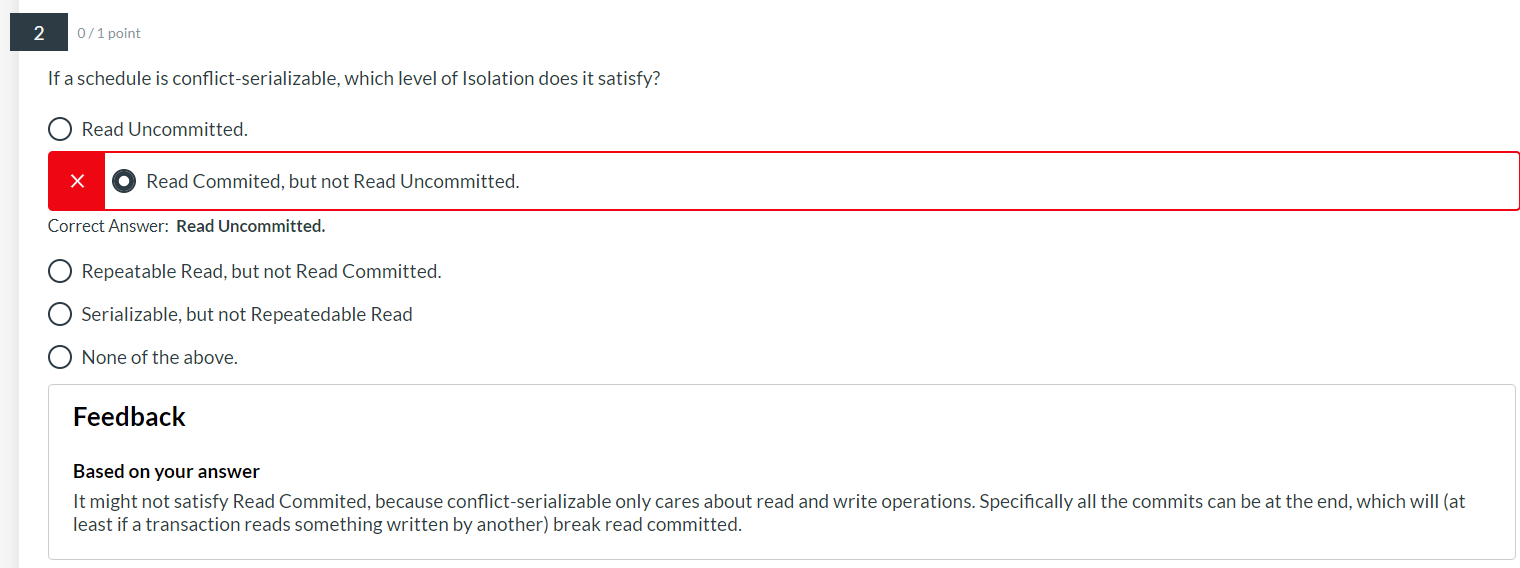 2 0 / 1 point
If a schedule is conflict-serializable, which level of Isolation does it satisfy?
Read Uncommitted.
Read Commited, but not Read Uncommitted.
Correct Answer: Read Uncommitted.
Repeatable Read, but not Read Committed.
Serializable, but not Repeatedable Read
None of the above.
Feedback
Based on your answer
It might not satisfy Read Commited, because conflict-serializable only cares about read and write operations. Specifically all the commits can be at the end, which will (at
least if a transaction reads something written by another) break read committed.